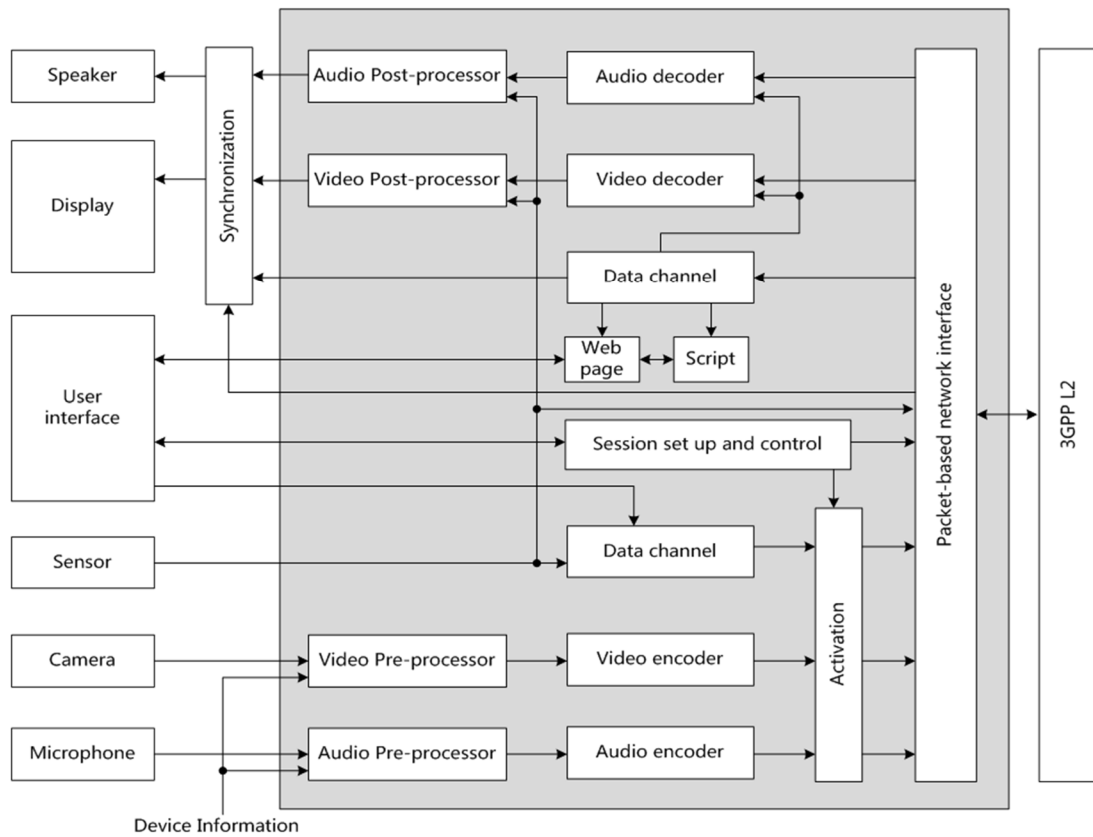 Speaker
Audio Post-processor
Audio decoder
Synchronization
Display
Video Post-processor
Video decoder
Data channel
Web
page
Script
User
interface
Session set up and control
Packet-based network interface
3GPP L2
Sensor
Data channel
Activation
Camera
Video Pre-processor
Video encoder
Microphone
Audio Pre-processor
Audio encoder
Device Information